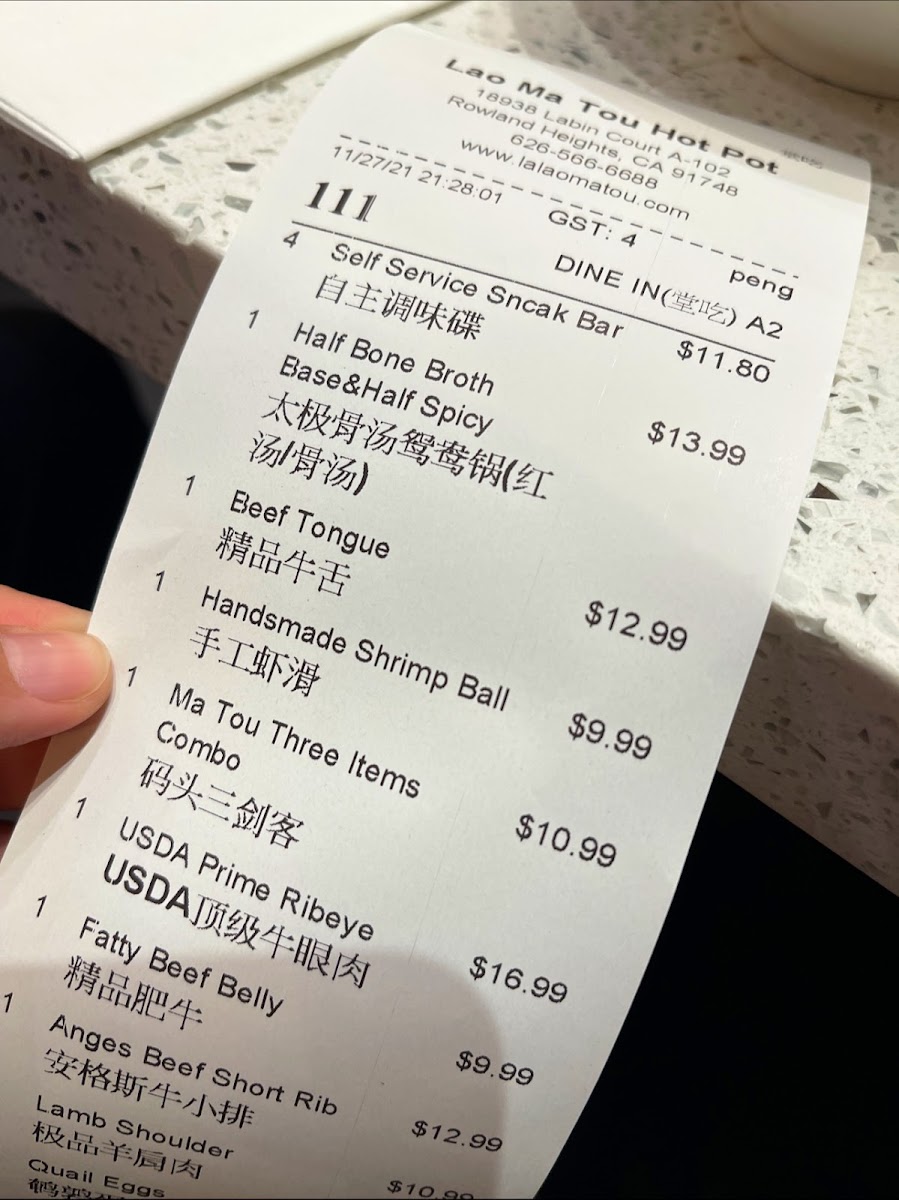 Lao Ma Tou Hot Pot
18938 Labin Court A-102
Rowland Heights, CA 91748
626-566-6688
www.lalaomatou.com
11/27/21 21:28:01 GST: 4 peng
111 DINE IN(堂吃) A2
4 Self Service Sncak Bar $11.80
自主调味碟
1 Half Bone Broth $13.99
Base&Half Spicy
太极骨汤鸳鸯锅(红
汤/骨汤)
1 Beef Tongue $12.99
精品牛舌
1 Handsmade Shrimp Ball $9.99
手工虾滑
1 Ma Tou Three Items $10.99
Combo
码头三剑客
1 USDA Prime Ribeye $16.99
USDA顶级牛眼肉
1 Fatty Beef Belly $9.99
精品肥牛
1 Anges Beef Short Rib $12.99
安格斯牛小排
Lamb Shoulder $10.99
极品羊肩肉
Quail Eggs